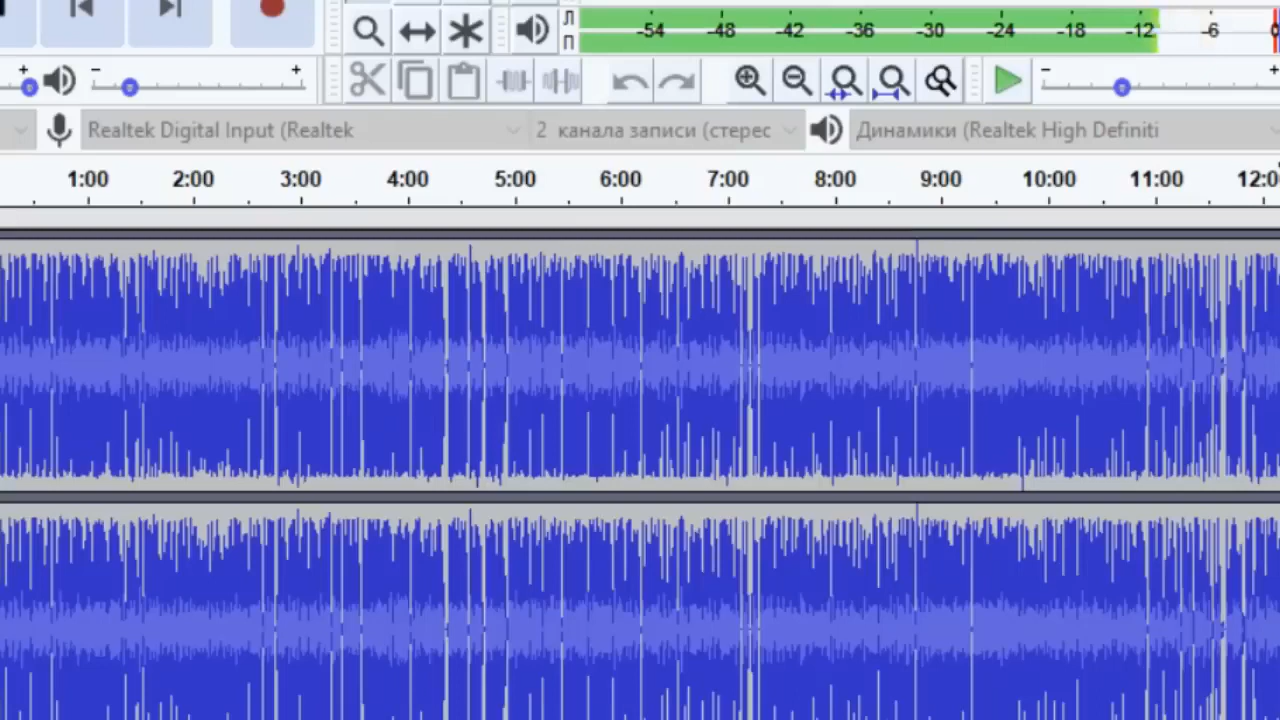 Л -54 -48 -42 -36 -30 -24 -18 -12 -6 0
П
- + - +
Realtek Digital Input (Realtek 2 канала записи (стерес Динамики (Realtek High Definiti
1:00 2:00 3:00 4:00 5:00 6:00 7:00 8:00 9:00 10:00 11:00 12:0